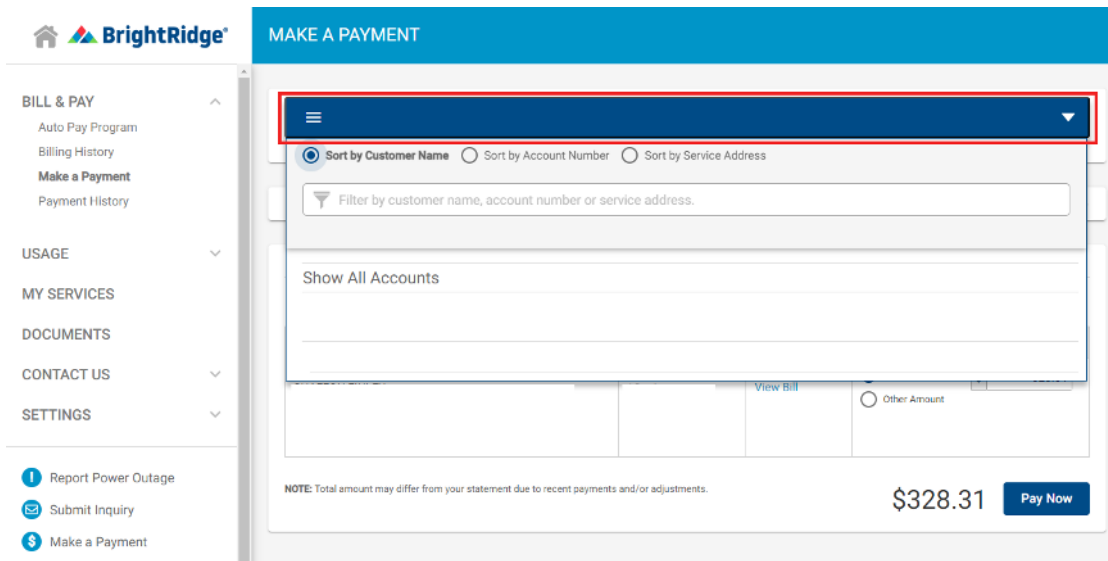 BrightRidge®
MAKE A PAYMENT
BILL & PAY
Auto Pay Program
Billing History
Make a Payment
Payment History
USAGE
MY SERVICES
DOCUMENTS
CONTACT US
SETTINGS
Report Power Outage
Submit Inquiry
Make a Payment
Sort by Customer Name Sort by Account Number Sort by Service Address
Filter by customer name, account number or service address.
Show All Accounts
View Bill
Other Amount
NOTE: Total amount may differ from your statement due to recent payments and/or adjustments.
$328.31 Pay Now